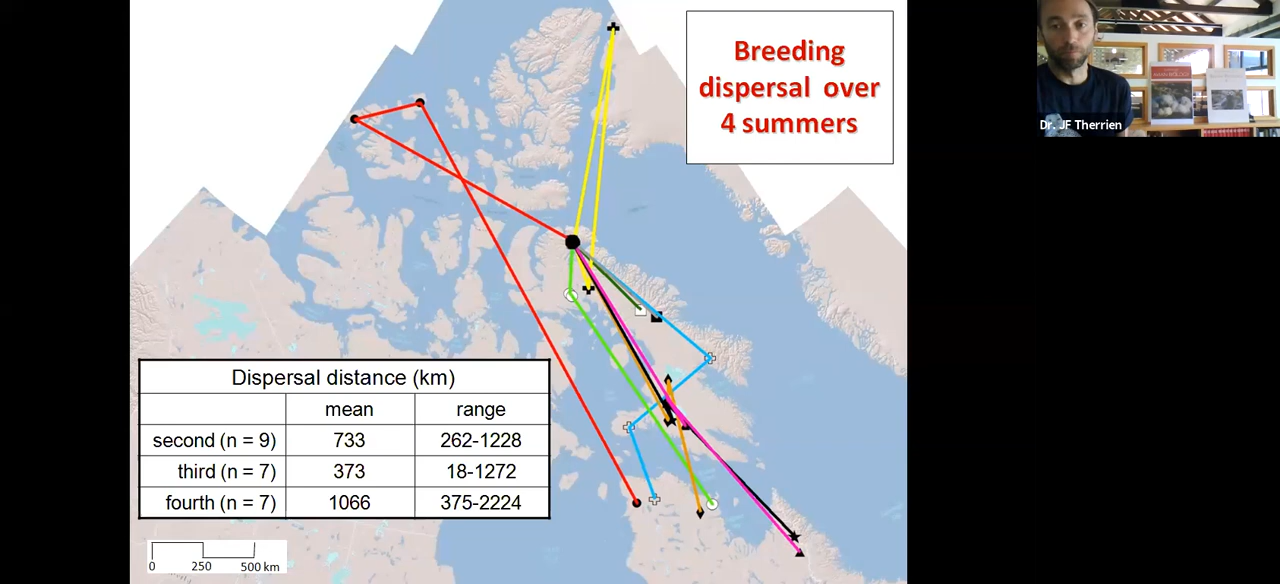 Breeding
dispersal over
4 summers
Dr. JF Therrien
Dispersal distance (km)
mean range
second (n = 9) 733 262-1228
third (n = 7) 373 18-1272
fourth (n = 7) 1066 375-2224
0 250 500 km